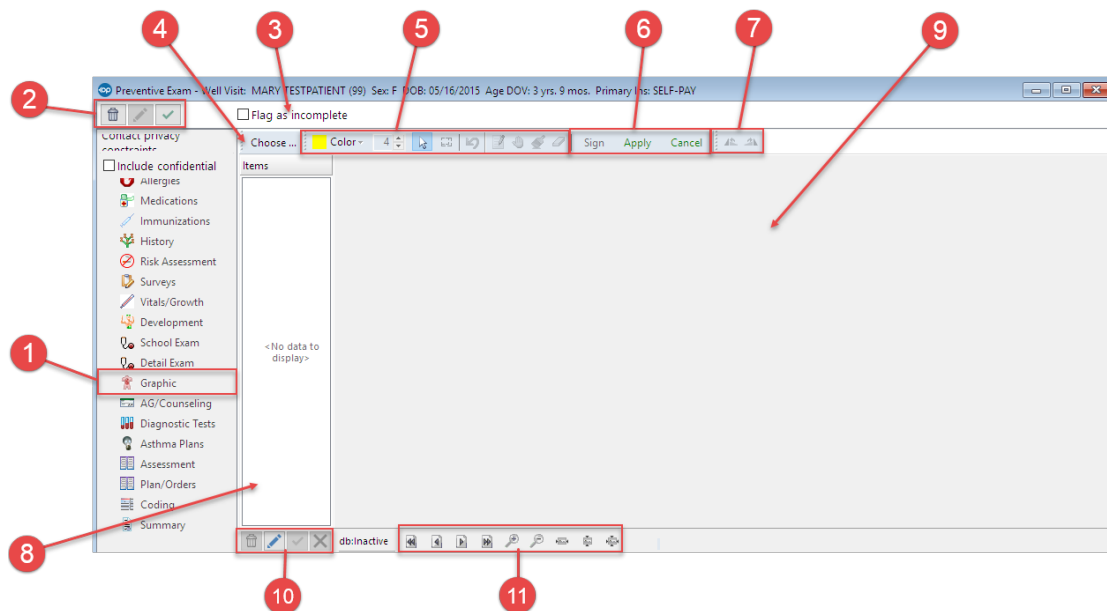 4
3
5
6
7
9
2
Preventive Exam - Well Visit: MARY TESTPATIENT (99) Sex: F DOB: 05/16/2015 Age DOV: 3 yrs. 9 mos. Primary Ins: SELF-PAY
Flag as incomplete
Contact privacy
constraints
Choose ...
Color
4
Sign Apply Cancel
Include confidential
Items
Allergies
Medications
Immunizations
History
Risk Assessment
Surveys
Vitals/Growth
Development
School Exam
<No data to
display>
1
Detail Exam
Graphic
AG/Counseling
Diagnostic Tests
Asthma Plans
Assessment
Plan/Orders
Coding
Summary
8
db:Inactive
10
11